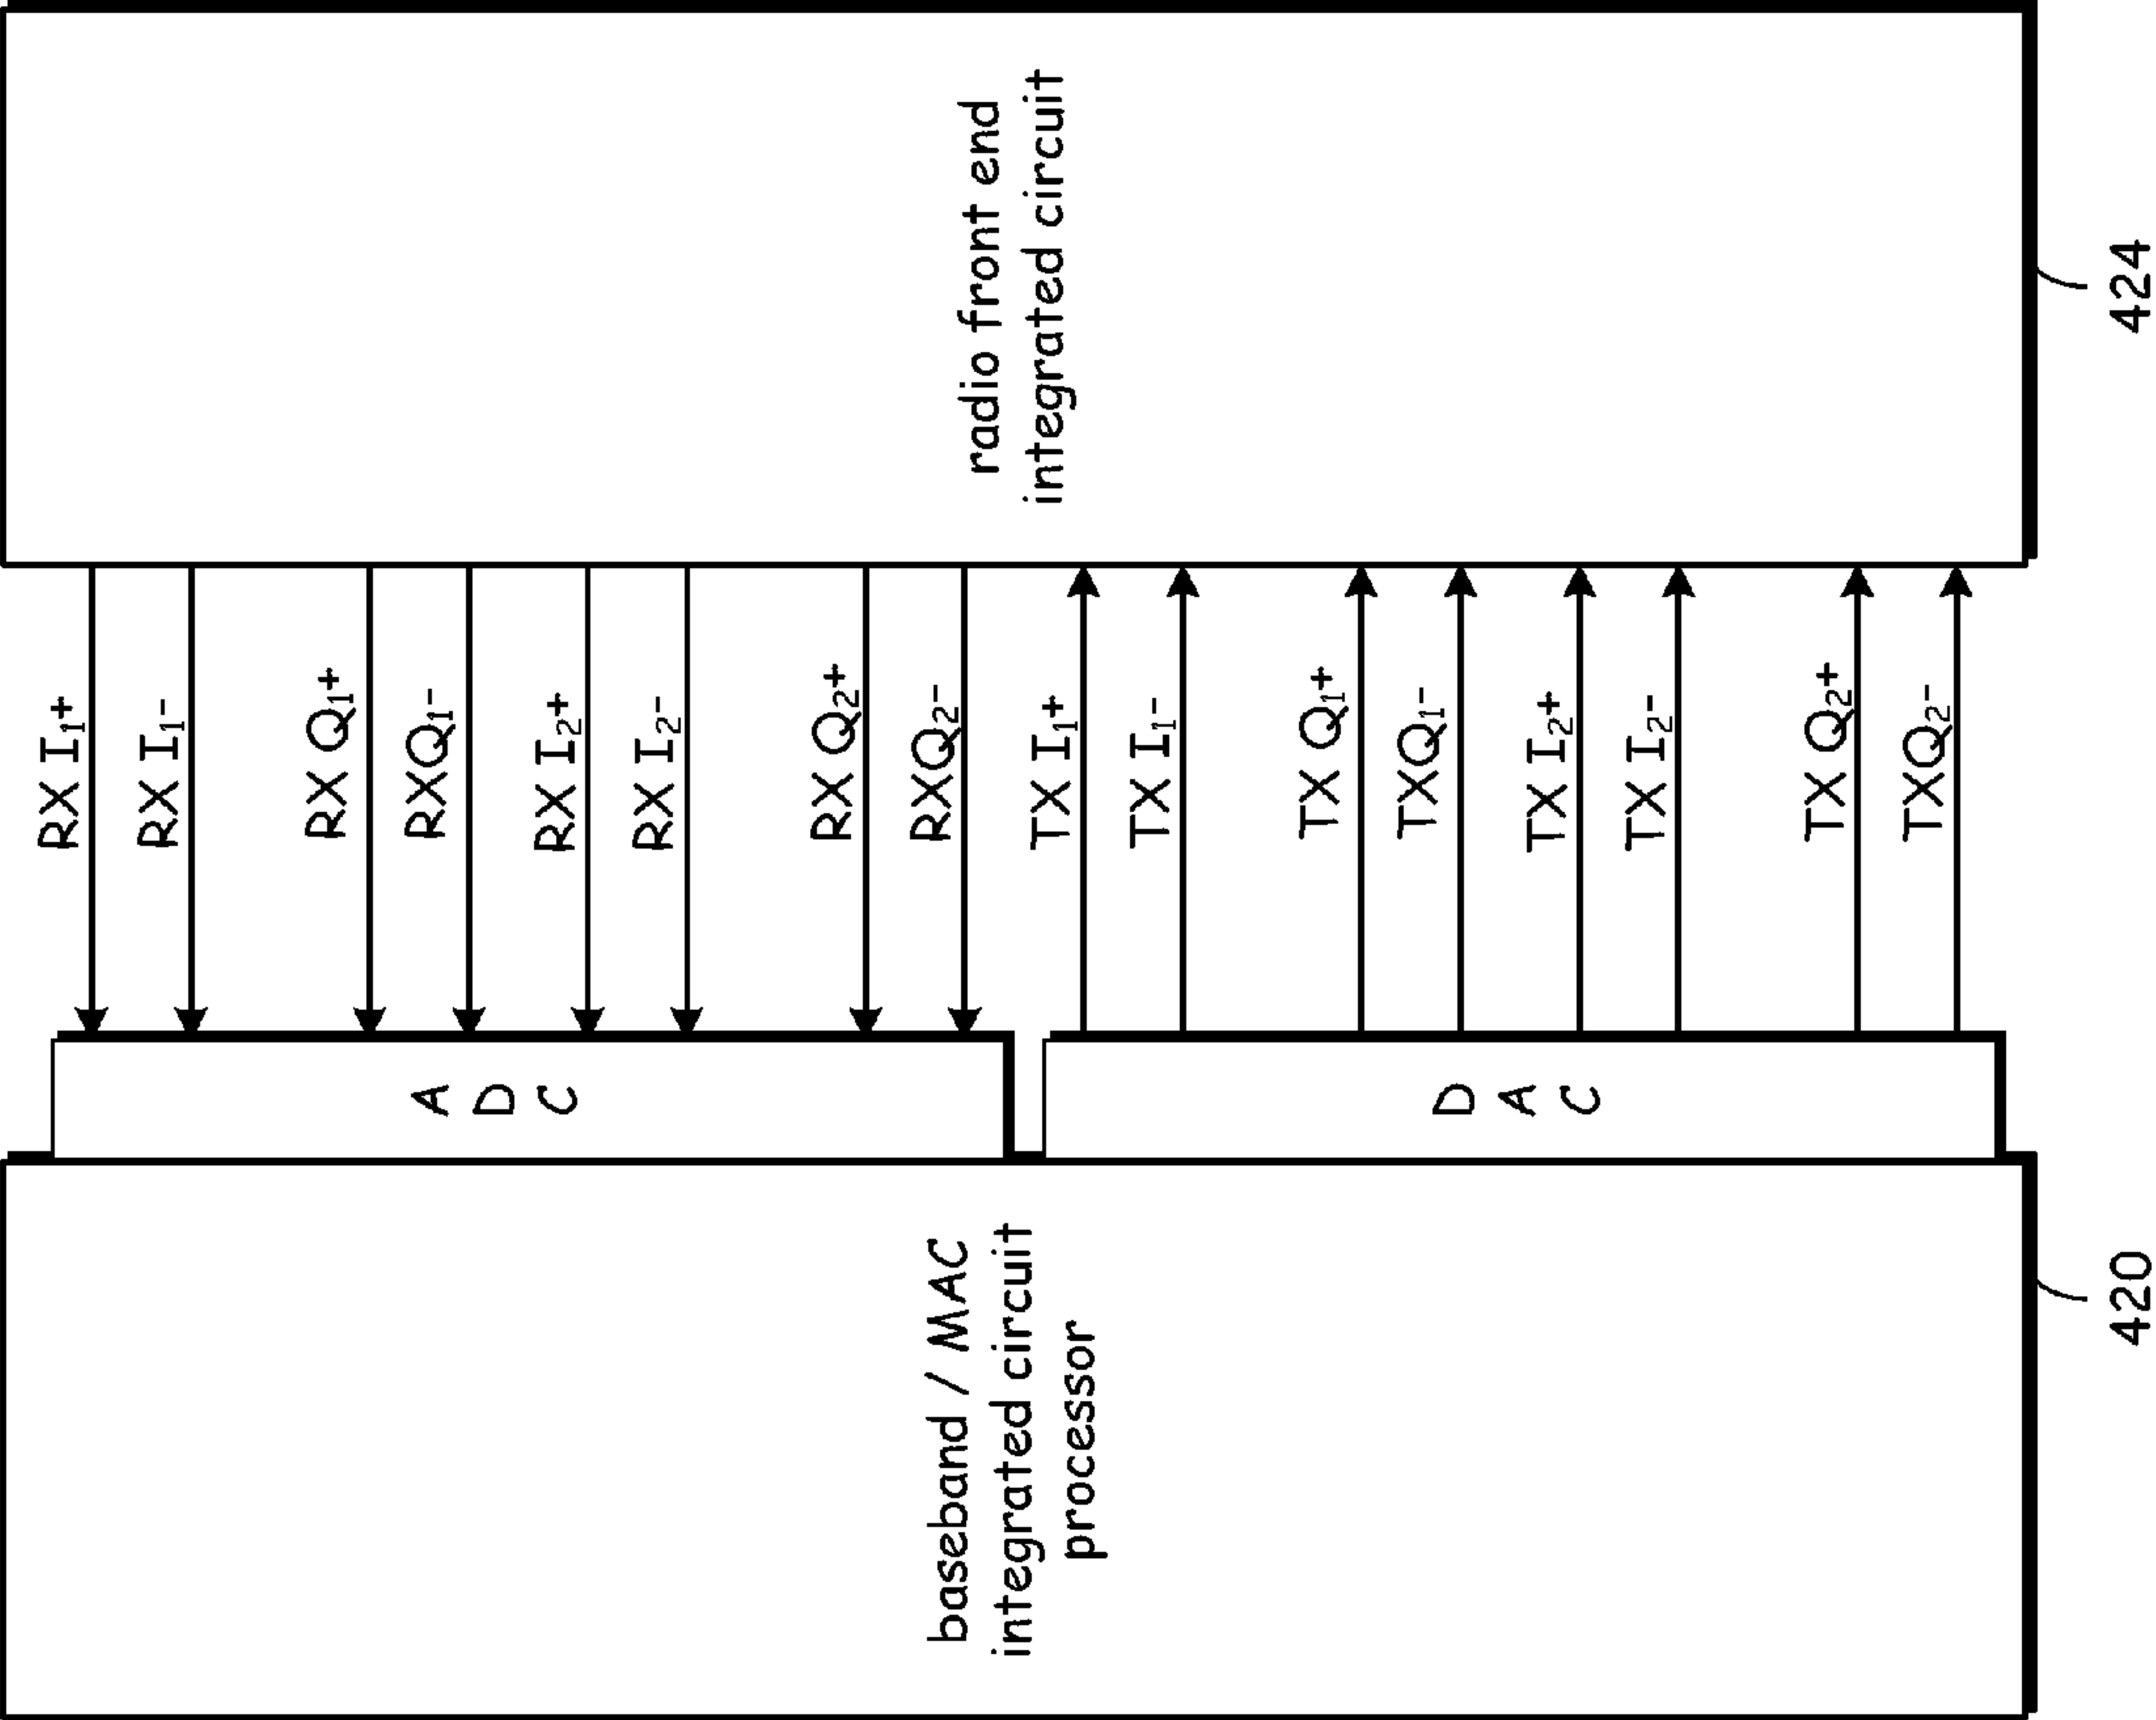 baseband / MAC
integrated circuit
processor
420
A
D
C
D
A
C
RX I₁+
RX I₁-
RX Q₁+
RXQ₁-
RX I₂+
RX I₂-
RX Q₂+
RXQ₂-
TX I₁+
TX I₁-
TX Q₁+
TXQ₁-
TX I₂+
TX I₂-
TX Q₂+
TXQ₂-
radio front end
integrated circuit
424